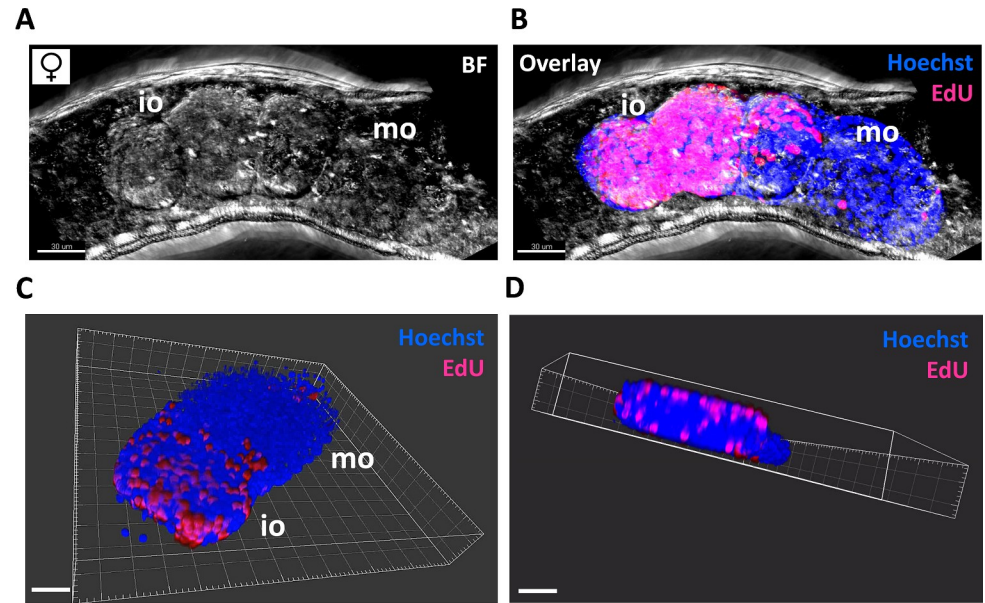 A
♀
BF
io
mo
30 um
B
Overlay
Hoechst
EdU
io
mo
30 um
C
Hoechst
EdU
mo
io
D
Hoechst
EdU